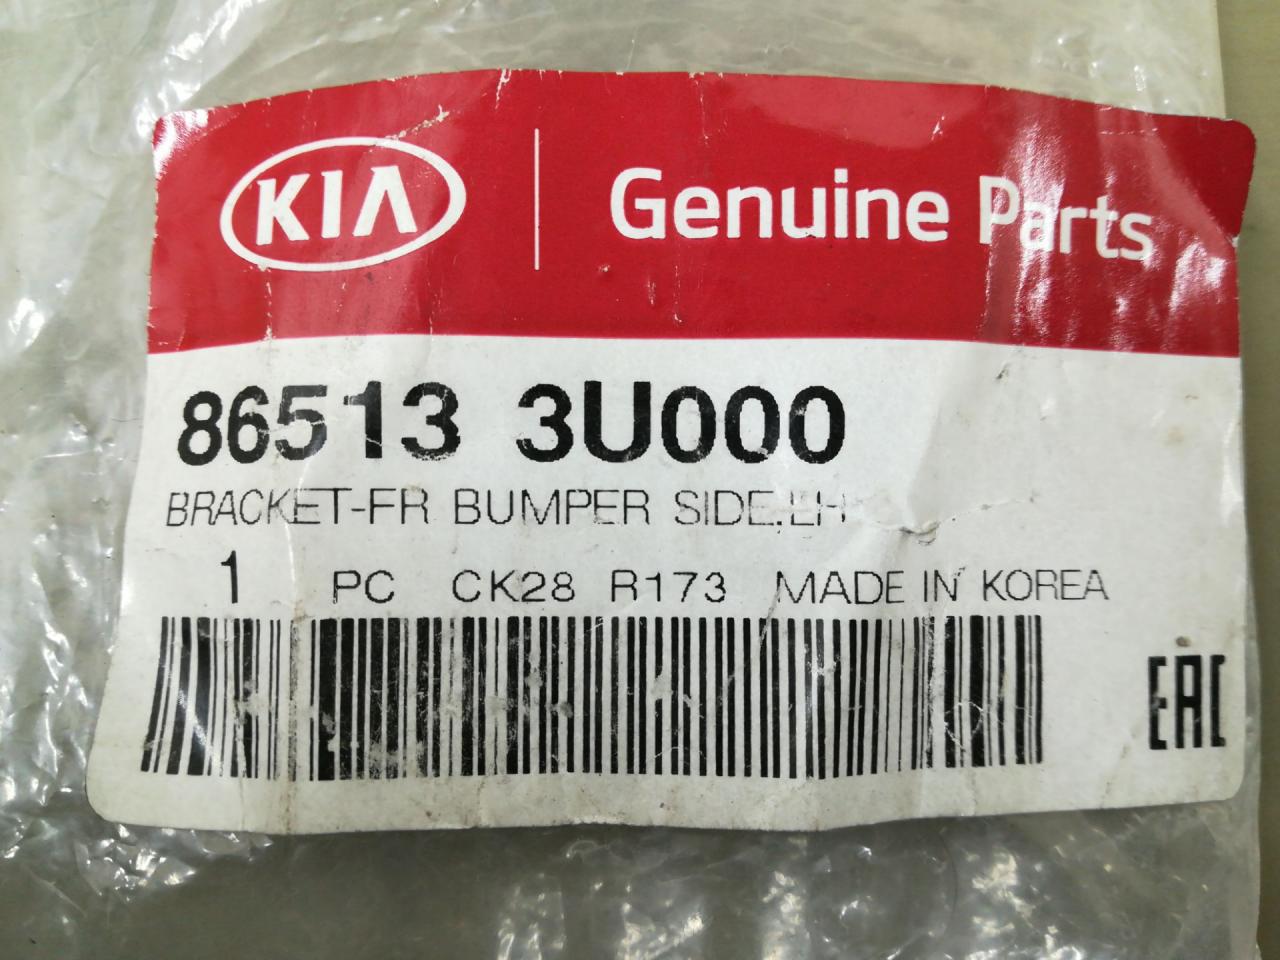 KIA Genuine Parts
86513 3U000
BRACKET-FR BUMPER SIDE,LH
1 PC CK28 R173 MADE IN KOREA
EAC